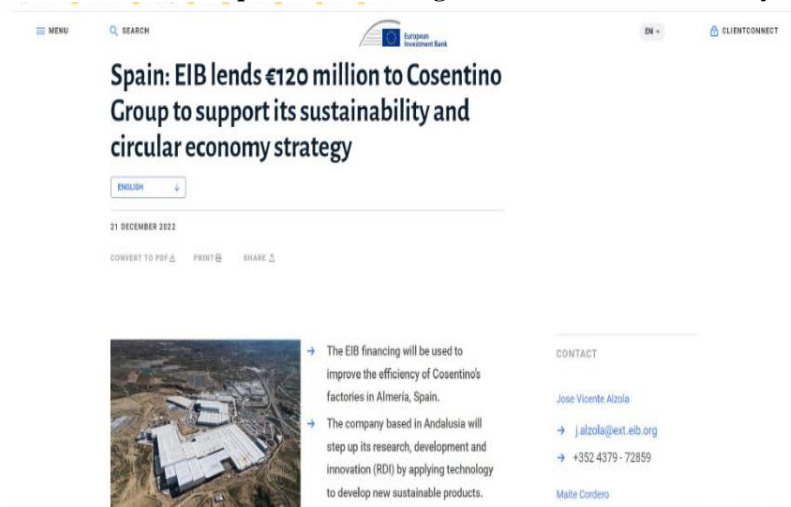 MENU
SEARCH
European
Investment Bank
EN
CLIENTCONNECT
Spain: EIB lends €120 million to Cosentino
Group to support its sustainability and
circular economy strategy
ENGLISH
21 DECEMBER 2022
CONVERT TO PDF
PRINT
SHARE
The EIB financing will be used to
improve the efficiency of Cosentino's
factories in Almería, Spain.
The company based in Andalusia will
step up its research, development and
innovation (RDI) by applying technology
to develop new sustainable products.
CONTACT
Jose Vicente Alzola
j.alzola@ext.eib.org
+352 4379 - 72859
Maite Cordero